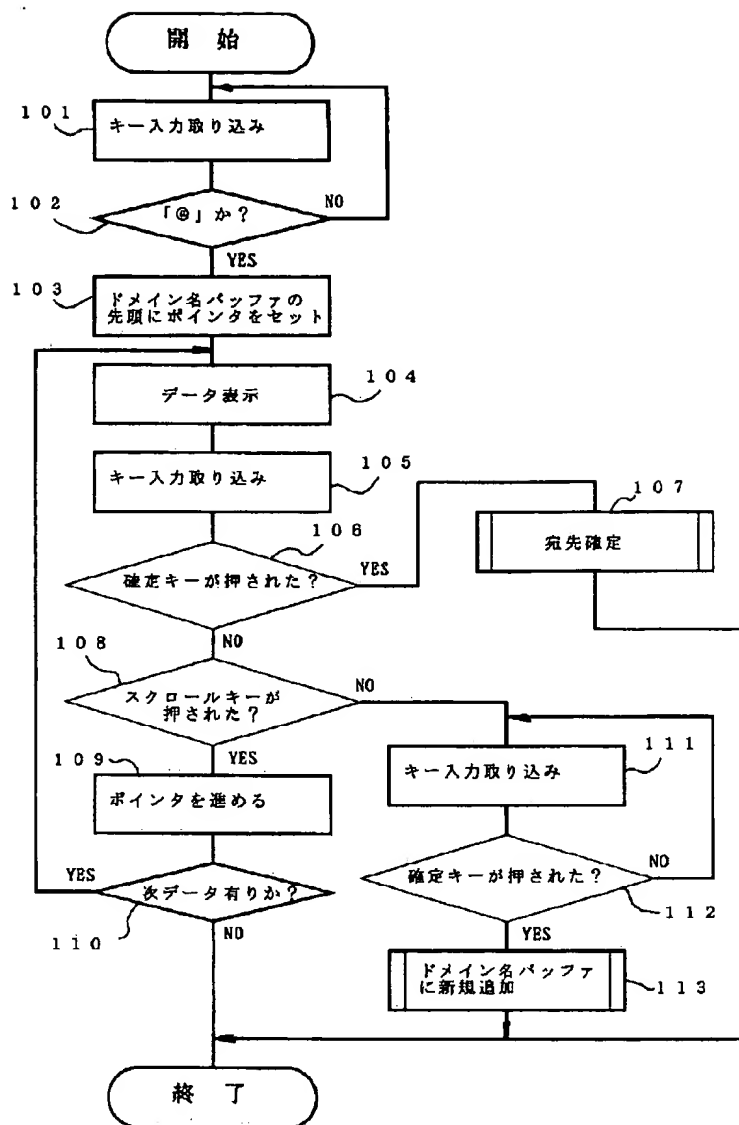 開 始
101
キー入力取り込み
102
「@」か?
NO
YES
103
ドメイン名バッファの
先頭にポインタをセット
データ表示
104
キー入力取り込み
105
106
確定キーが押された?
YES
107
宛先確定
NO
108
スクロールキーが
押された?
NO
YES
109
ポインタを進める
キー入力取り込み
111
YES
次データ有りか?
110
NO
確定キーが押された?
NO
112
YES
ドメイン名バッファ
に新規追加
113
終 了